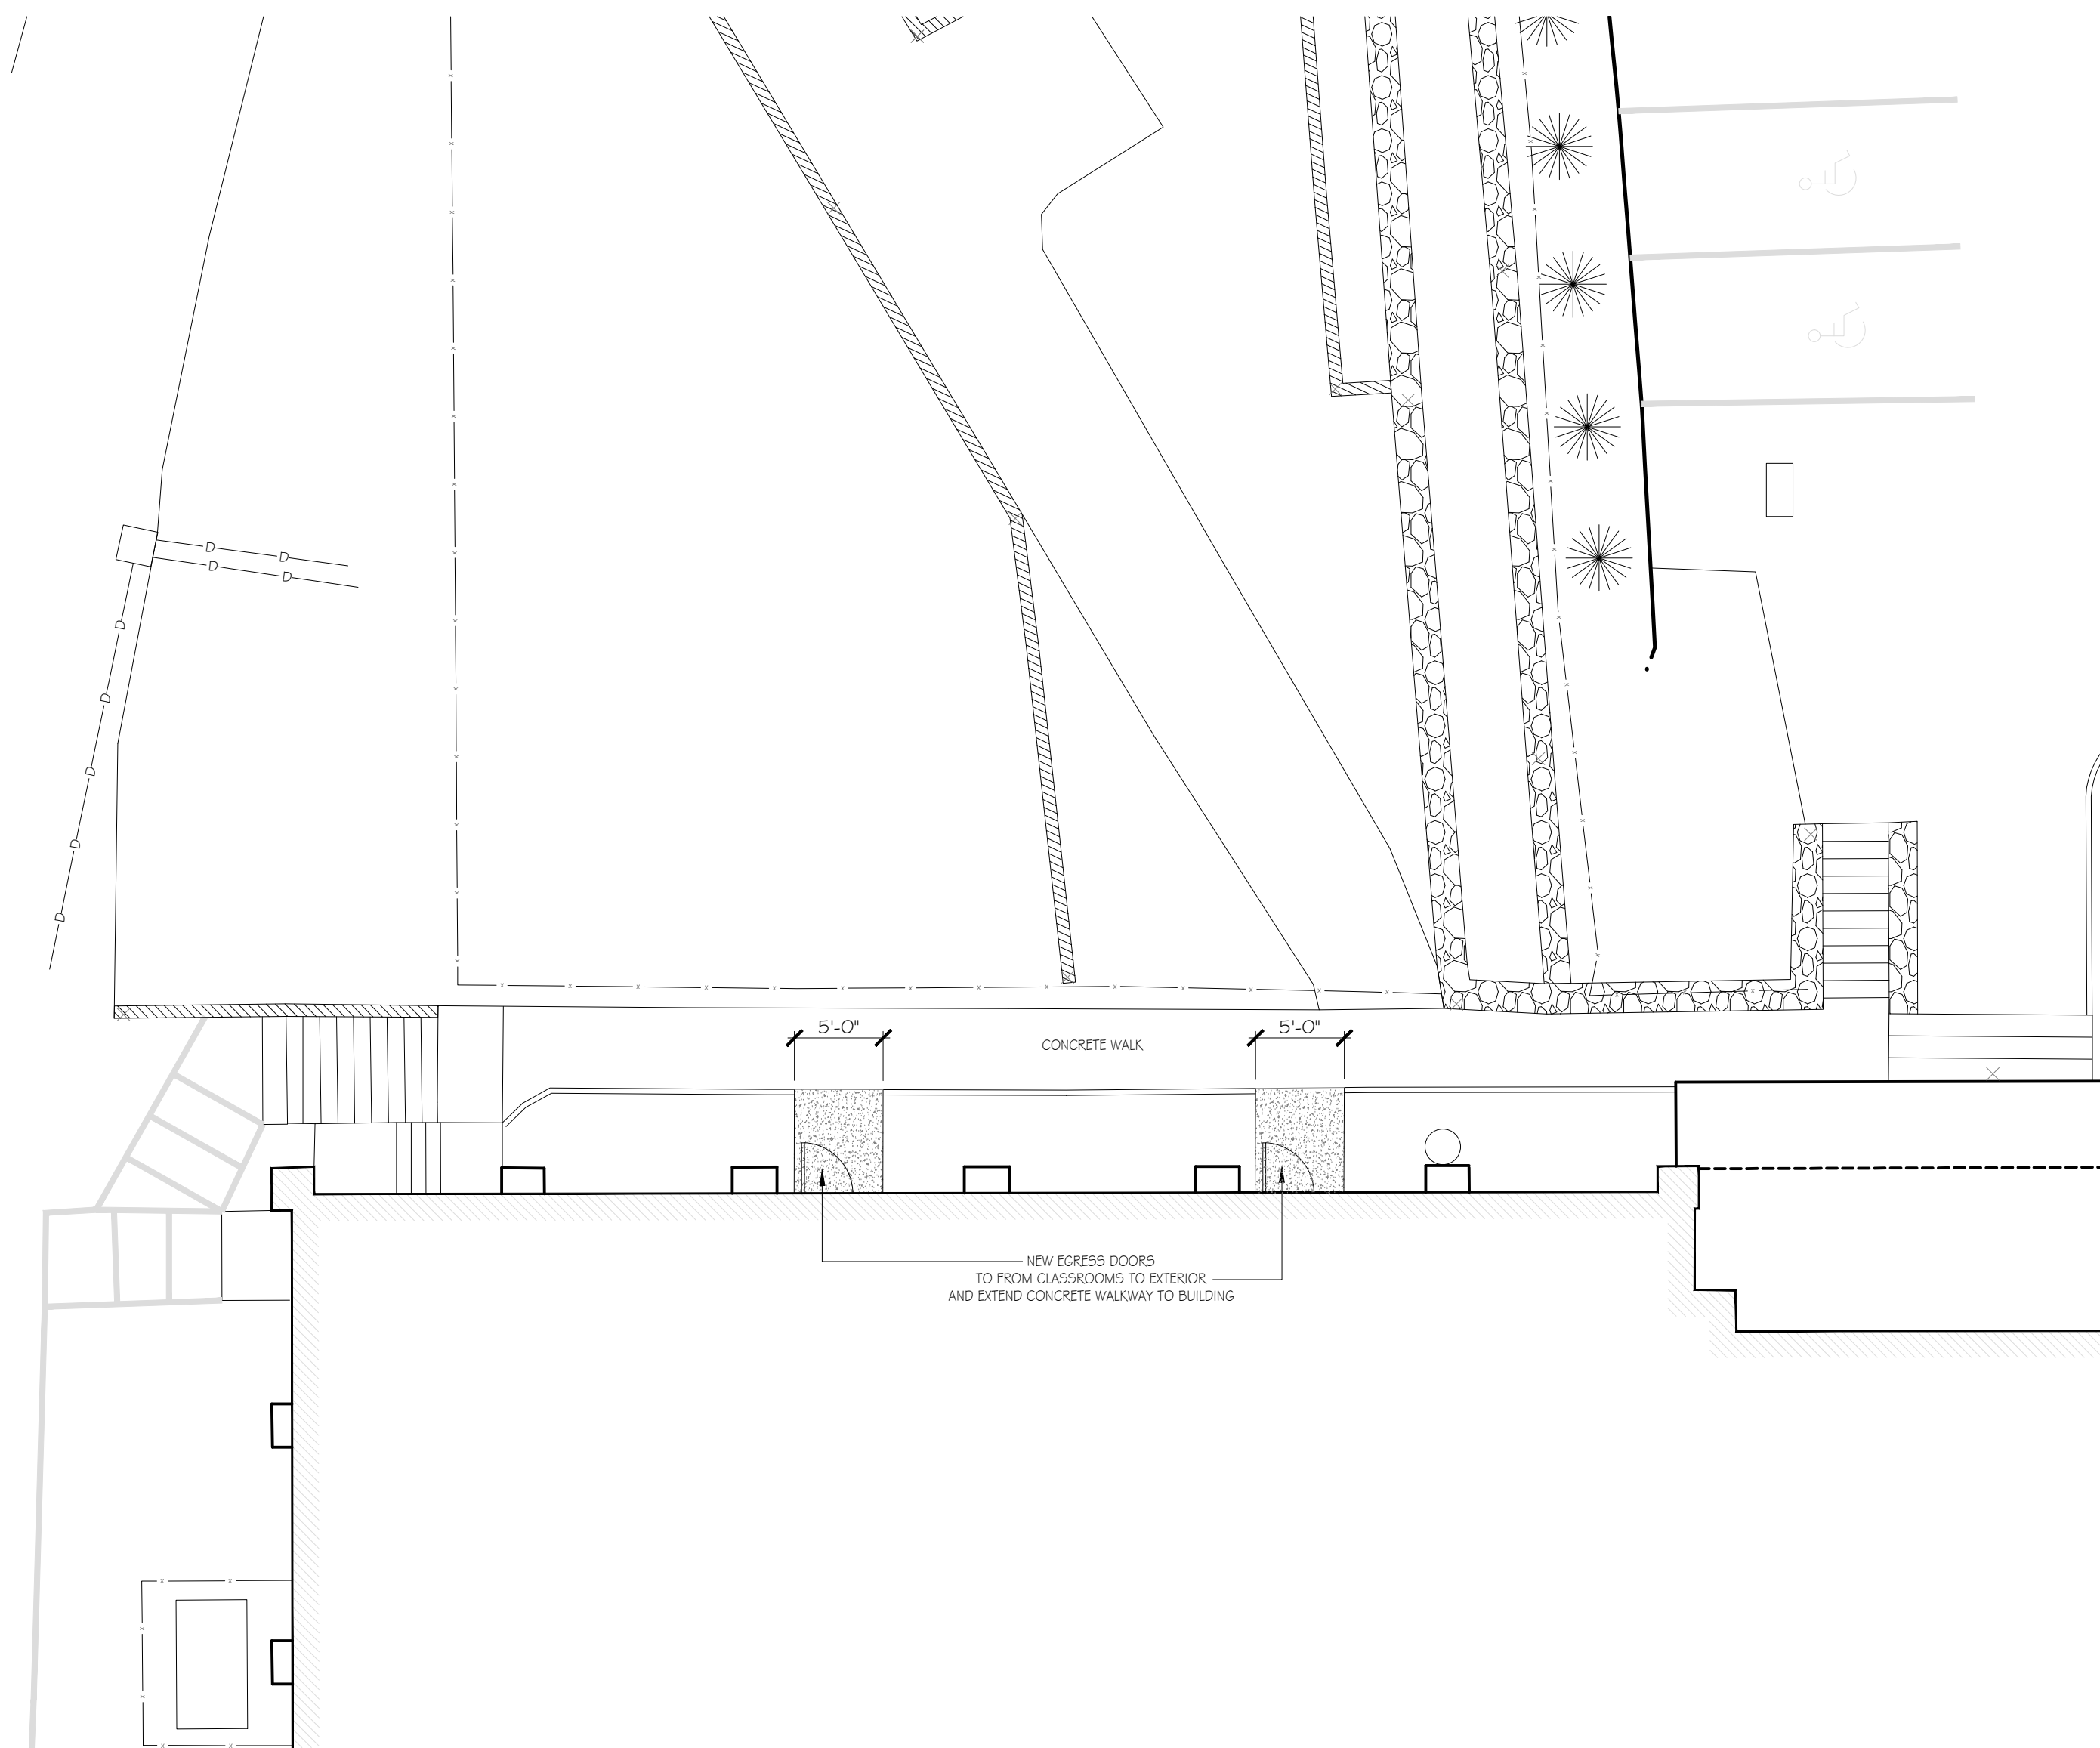 D D
D D
D
D
D
D
D
5'-0" 5'-0"
CONCRETE WALK
NEW EGRESS DOORS
TO FROM CLASSROOMS TO EXTERIOR
AND EXTEND CONCRETE WALKWAY TO BUILDING